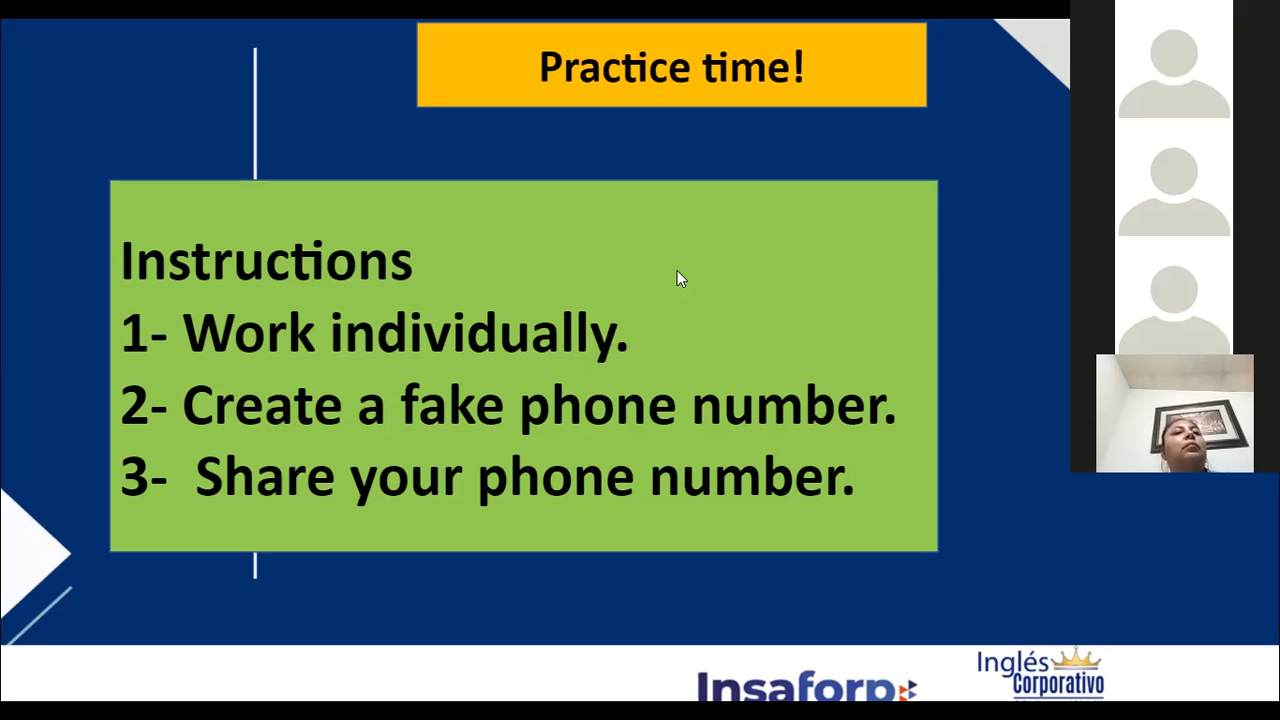 Practice time!
Instructions
1- Work individually.
2- Create a fake phone number.
3- Share your phone number.
Insaforp
Inglés
Corporativo